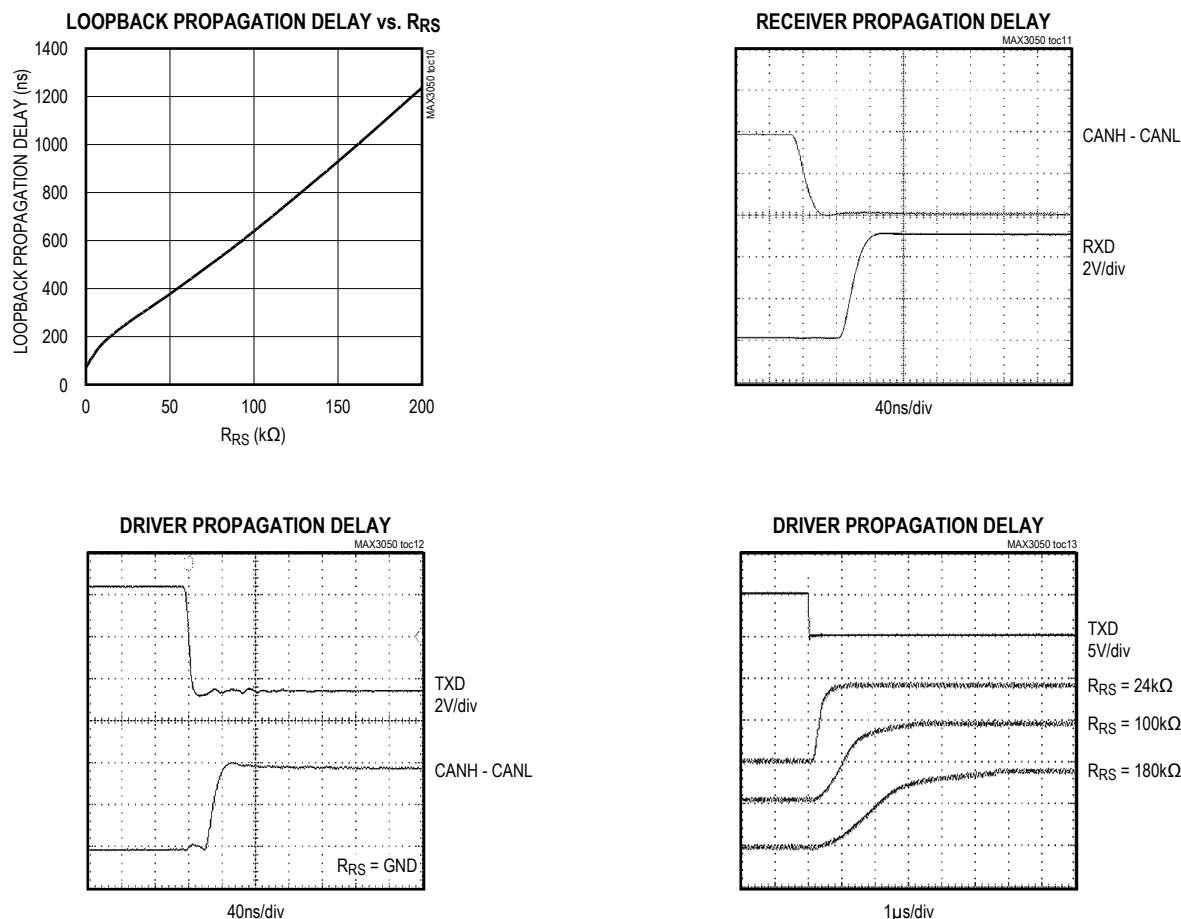 LOOPBACK PROPAGATION DELAY vs. RRS
MAX3050 toc10
LOOPBACK PROPAGATION DELAY (ns)
1400
1200
1000
800
600
400
200
0
0 50 100 150 200
RRS (kΩ)
RECEIVER PROPAGATION DELAY
MAX3050 toc11
CANH - CANL
RXD
2V/div
40ns/div
DRIVER PROPAGATION DELAY
MAX3050 toc12
TXD
2V/div
CANH - CANL
RRS = GND
40ns/div
DRIVER PROPAGATION DELAY
MAX3050 toc13
TXD
5V/div
RRS = 24kΩ
RRS = 100kΩ
RRS = 180kΩ
1µs/div